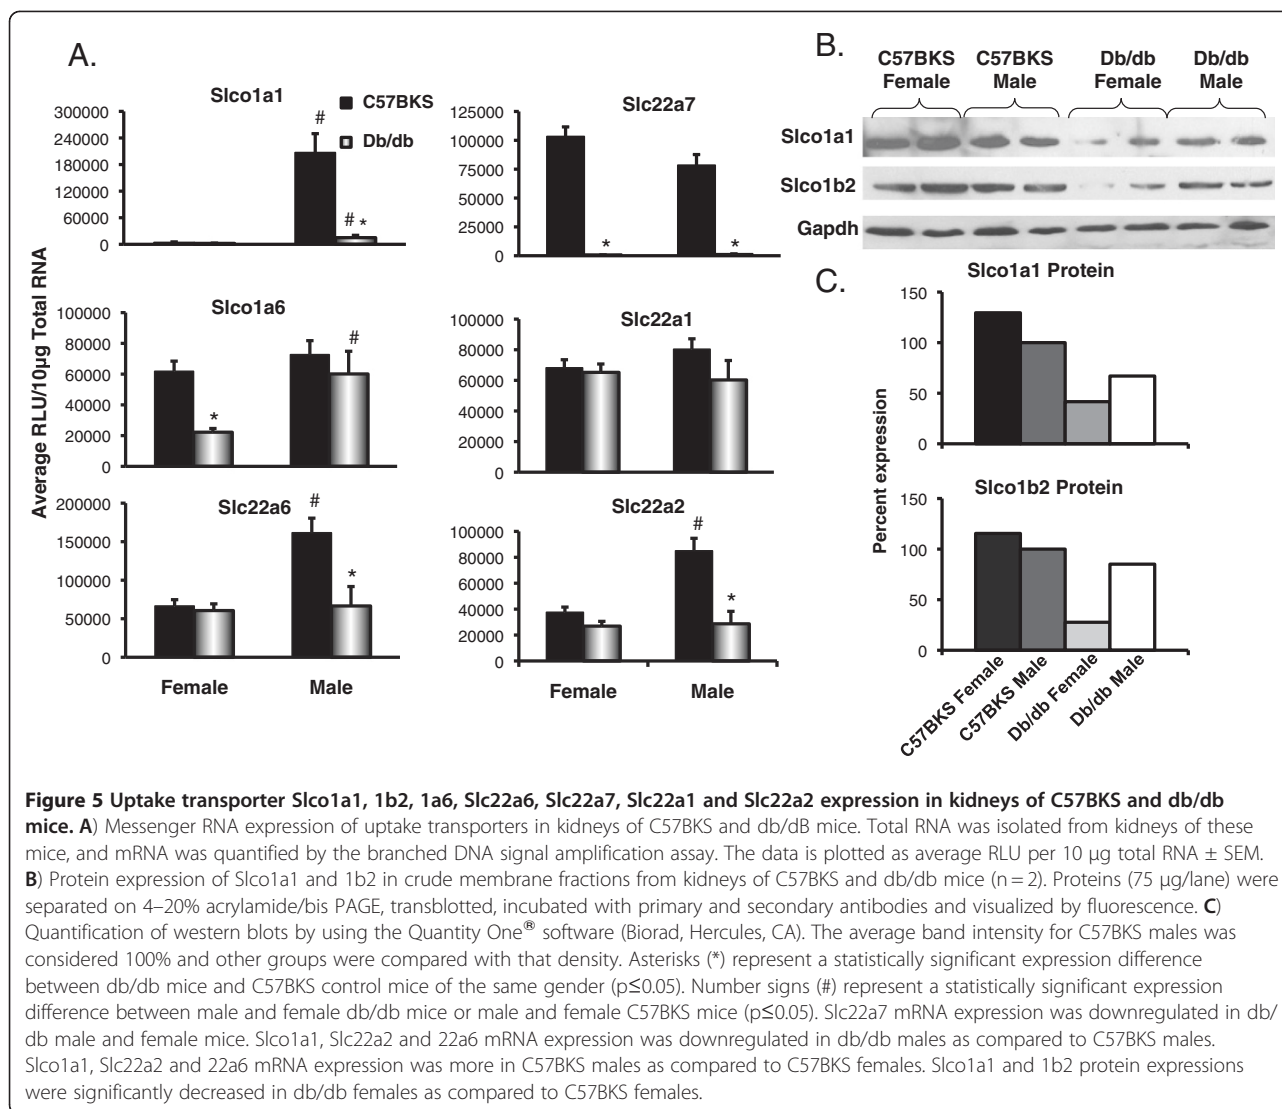 A.
Slco1a1
C57BKS
Db/db
300000
240000
180000
120000
60000
0
#
# *
Slc22a7
125000
100000
75000
50000
25000
0
*
*
Average RLU/10µg Total RNA
Slco1a6
100000
80000
60000
40000
20000
0
*
#
Slc22a1
100000
80000
60000
40000
20000
0
Slc22a6
200000
150000
100000
50000
0
#
*
Female Male
Slc22a2
100000
80000
60000
40000
20000
0
#
*
Female Male
B.
C57BKS Female
C57BKS Male
Db/db Female
Db/db Male
Slco1a1
Slco1b2
Gapdh
C.
Percent expression
Slco1a1 Protein
150
100
50
0
Slco1b2 Protein
150
100
50
0
C57BKS Female
C57BKS Male
Db/db Female
Db/db Male
Figure 5 Uptake transporter Slco1a1, 1b2, 1a6, Slc22a6, Slc22a7, Slc22a1 and Slc22a2 expression in kidneys of C57BKS and db/db
mice. A) Messenger RNA expression of uptake transporters in kidneys of C57BKS and db/dB mice. Total RNA was isolated from kidneys of these
mice, and mRNA was quantified by the branched DNA signal amplification assay. The data is plotted as average RLU per 10 µg total RNA ± SEM.
B) Protein expression of Slco1a1 and 1b2 in crude membrane fractions from kidneys of C57BKS and db/db mice (n = 2). Proteins (75 µg/lane) were
separated on 4–20% acrylamide/bis PAGE, transblotted, incubated with primary and secondary antibodies and visualized by fluorescence. C)
Quantification of western blots by using the Quantity One® software (Biorad, Hercules, CA). The average band intensity for C57BKS males was
considered 100% and other groups were compared with that density. Asterisks (*) represent a statistically significant expression difference
between db/db mice and C57BKS control mice of the same gender (p≤0.05). Number signs (#) represent a statistically significant expression
difference between male and female db/db mice or male and female C57BKS mice (p≤0.05). Slc22a7 mRNA expression was downregulated in db/
db male and female mice. Slco1a1, Slc22a2 and 22a6 mRNA expression was downregulated in db/db males as compared to C57BKS males.
Slco1a1, Slc22a2 and 22a6 mRNA expression was more in C57BKS males as compared to C57BKS females. Slco1a1 and 1b2 protein expressions
were significantly decreased in db/db females as compared to C57BKS females.